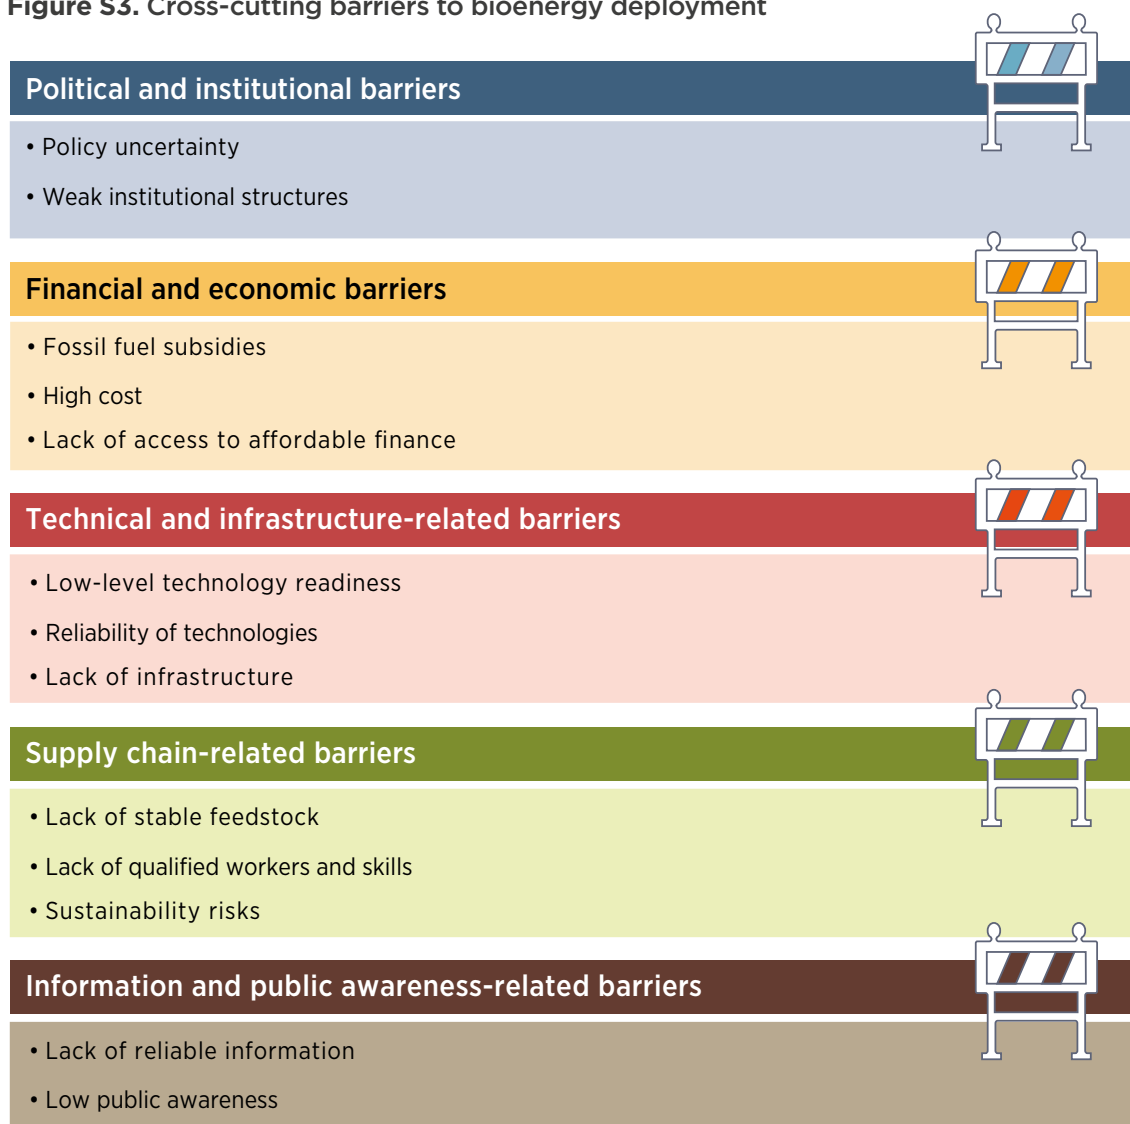 Figure S3. Cross-cutting barriers to bioenergy deployment
Political and institutional barriers
• Policy uncertainty
• Weak institutional structures
Financial and economic barriers
• Fossil fuel subsidies
• High cost
• Lack of access to affordable finance
Technical and infrastructure-related barriers
• Low-level technology readiness
• Reliability of technologies
• Lack of infrastructure
Supply chain-related barriers
• Lack of stable feedstock
• Lack of qualified workers and skills
• Sustainability risks
Information and public awareness-related barriers
• Lack of reliable information
• Low public awareness